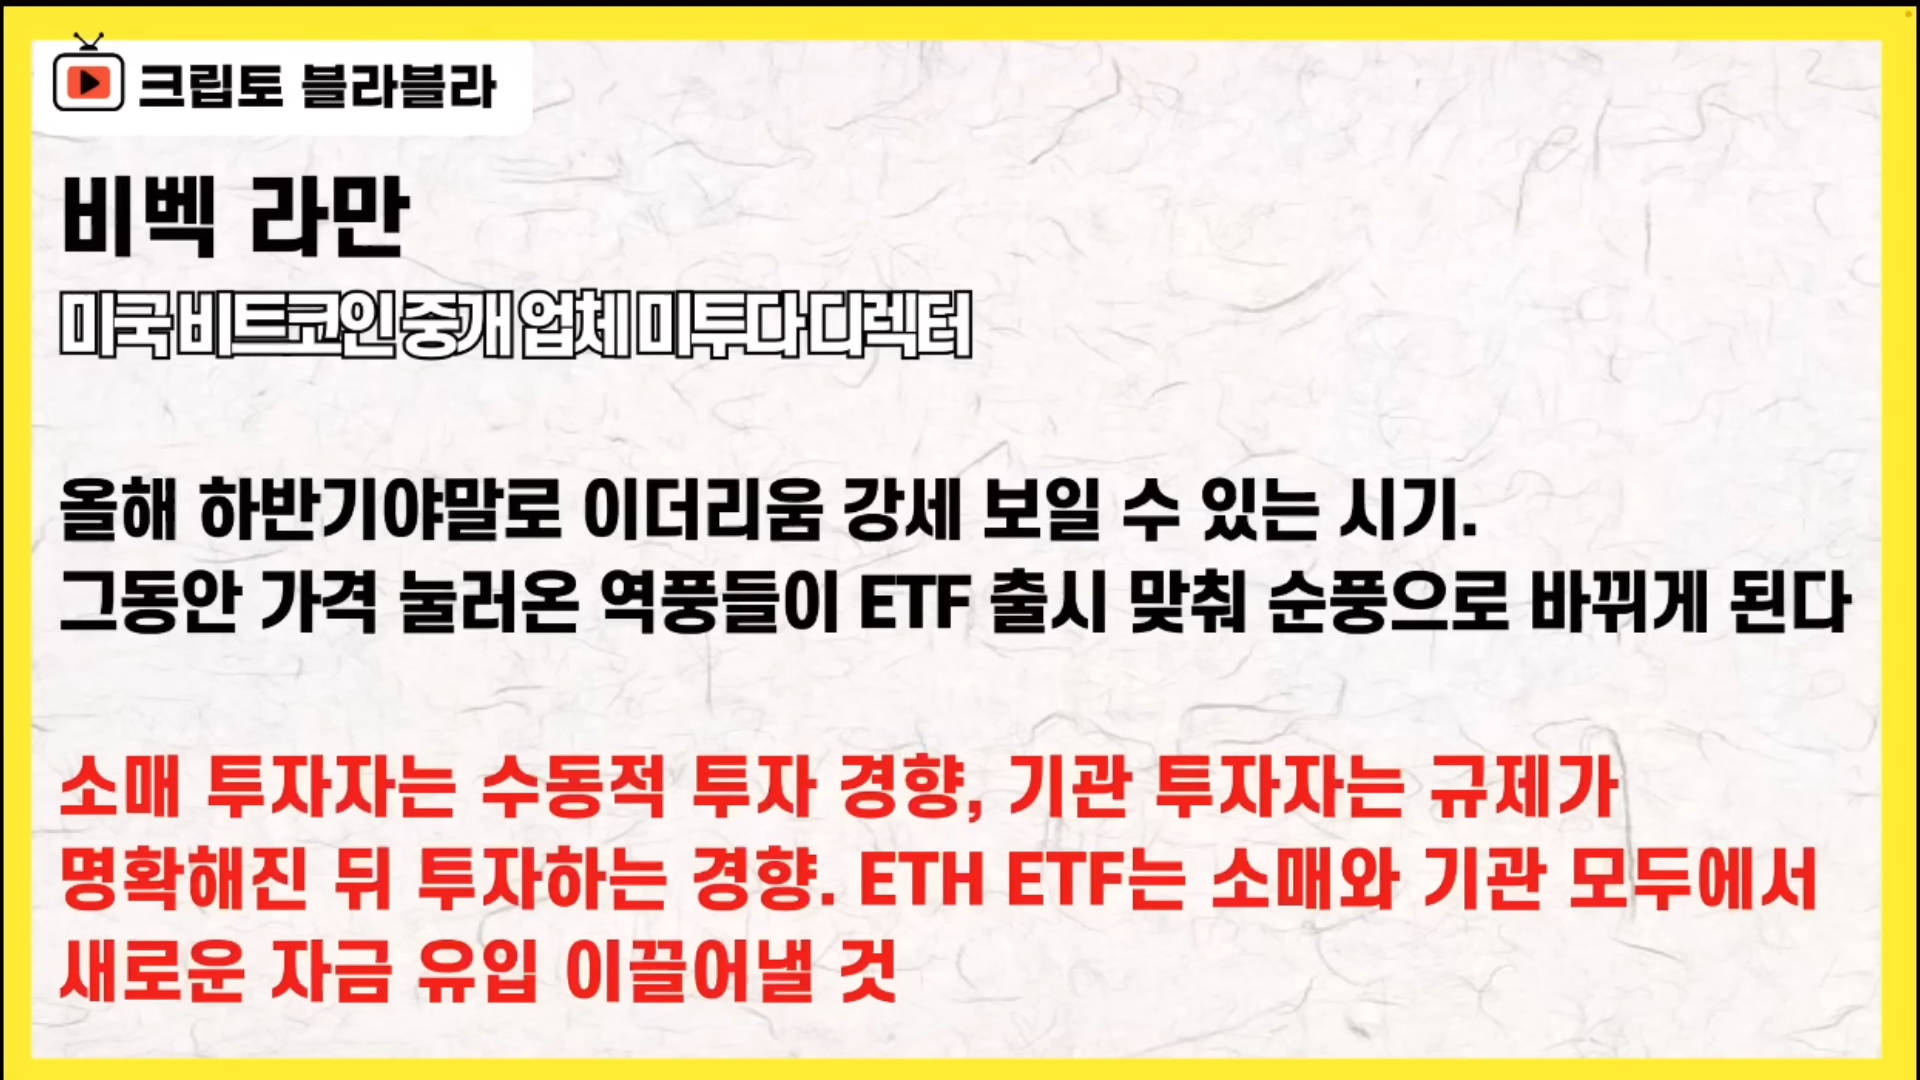 크립토 블라블라
비벡 라만
미국 비트코인 중개 업체 미투다 디렉터
올해 하반기야말로 이더리움 강세 보일 수 있는 시기.
그동안 가격 눌러온 역풍들이 ETF 출시 맞춰 순풍으로 바뀌게 된다
소매 투자자는 수동적 투자 경향, 기관 투자자는 규제가
명확해진 뒤 투자하는 경향. ETH ETF는 소매와 기관 모두에서
새로운 자금 유입 이끌어낼 것